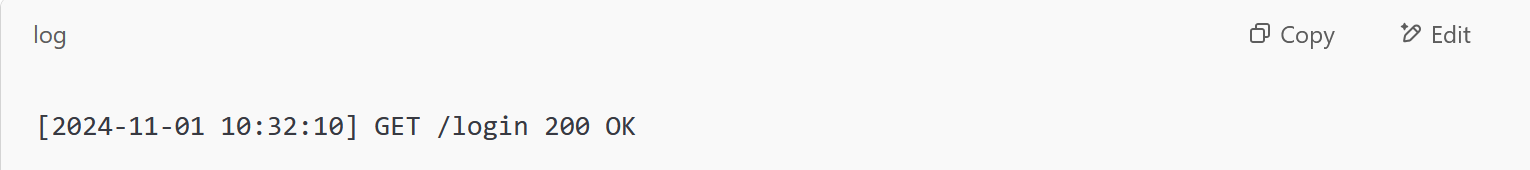 log Copy Edit
[2024-11-01 10:32:10] GET /login 200 OK